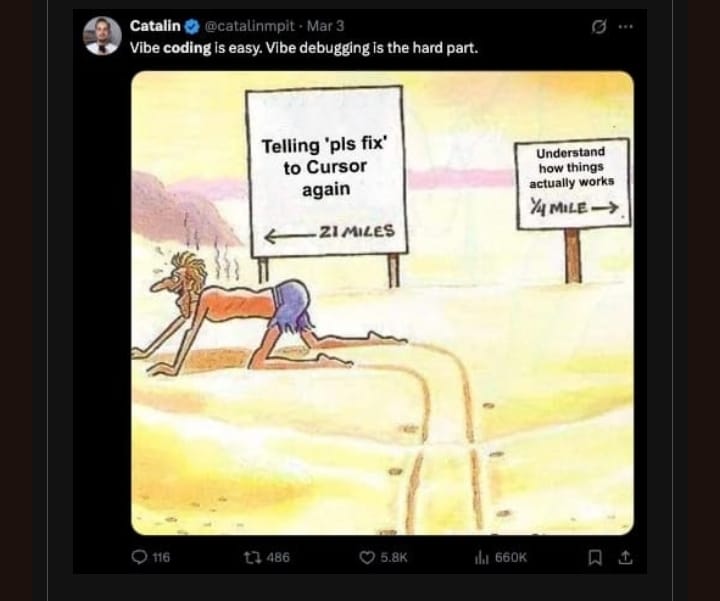 Catalin @catalinmpit · Mar 3
Vibe coding is easy. Vibe debugging is the hard part.
Telling 'pls fix'
to Cursor
again
←21 MILES
Understand
how things
actually works
¼ MILE→
116 486 5.8K 660K